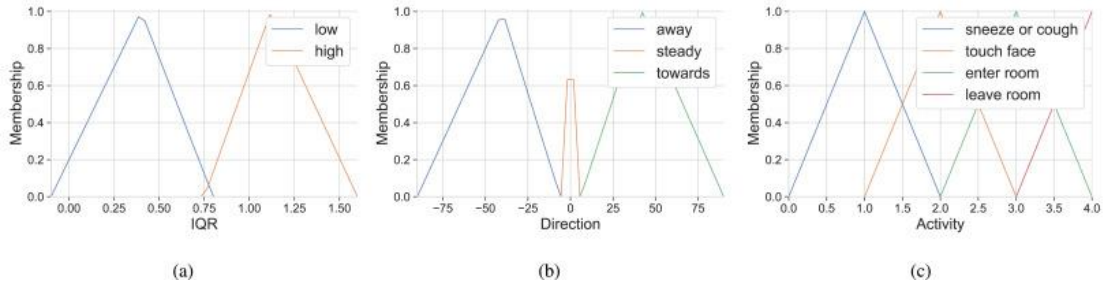 1.0
0.8
0.6
0.4
0.2
0.0
Membership
0.00 0.25 0.50 0.75 1.00 1.25 1.50
IQR
low
high
(a)
1.0
0.8
0.6
0.4
0.2
0.0
Membership
−75 −50 −25 0 25 50 75
Direction
away
steady
towards
(b)
1.0
0.8
0.6
0.4
0.2
0.0
Membership
0.0 0.5 1.0 1.5 2.0 2.5 3.0 3.5 4.0
Activity
sneeze or cough
touch face
enter room
leave room
(c)